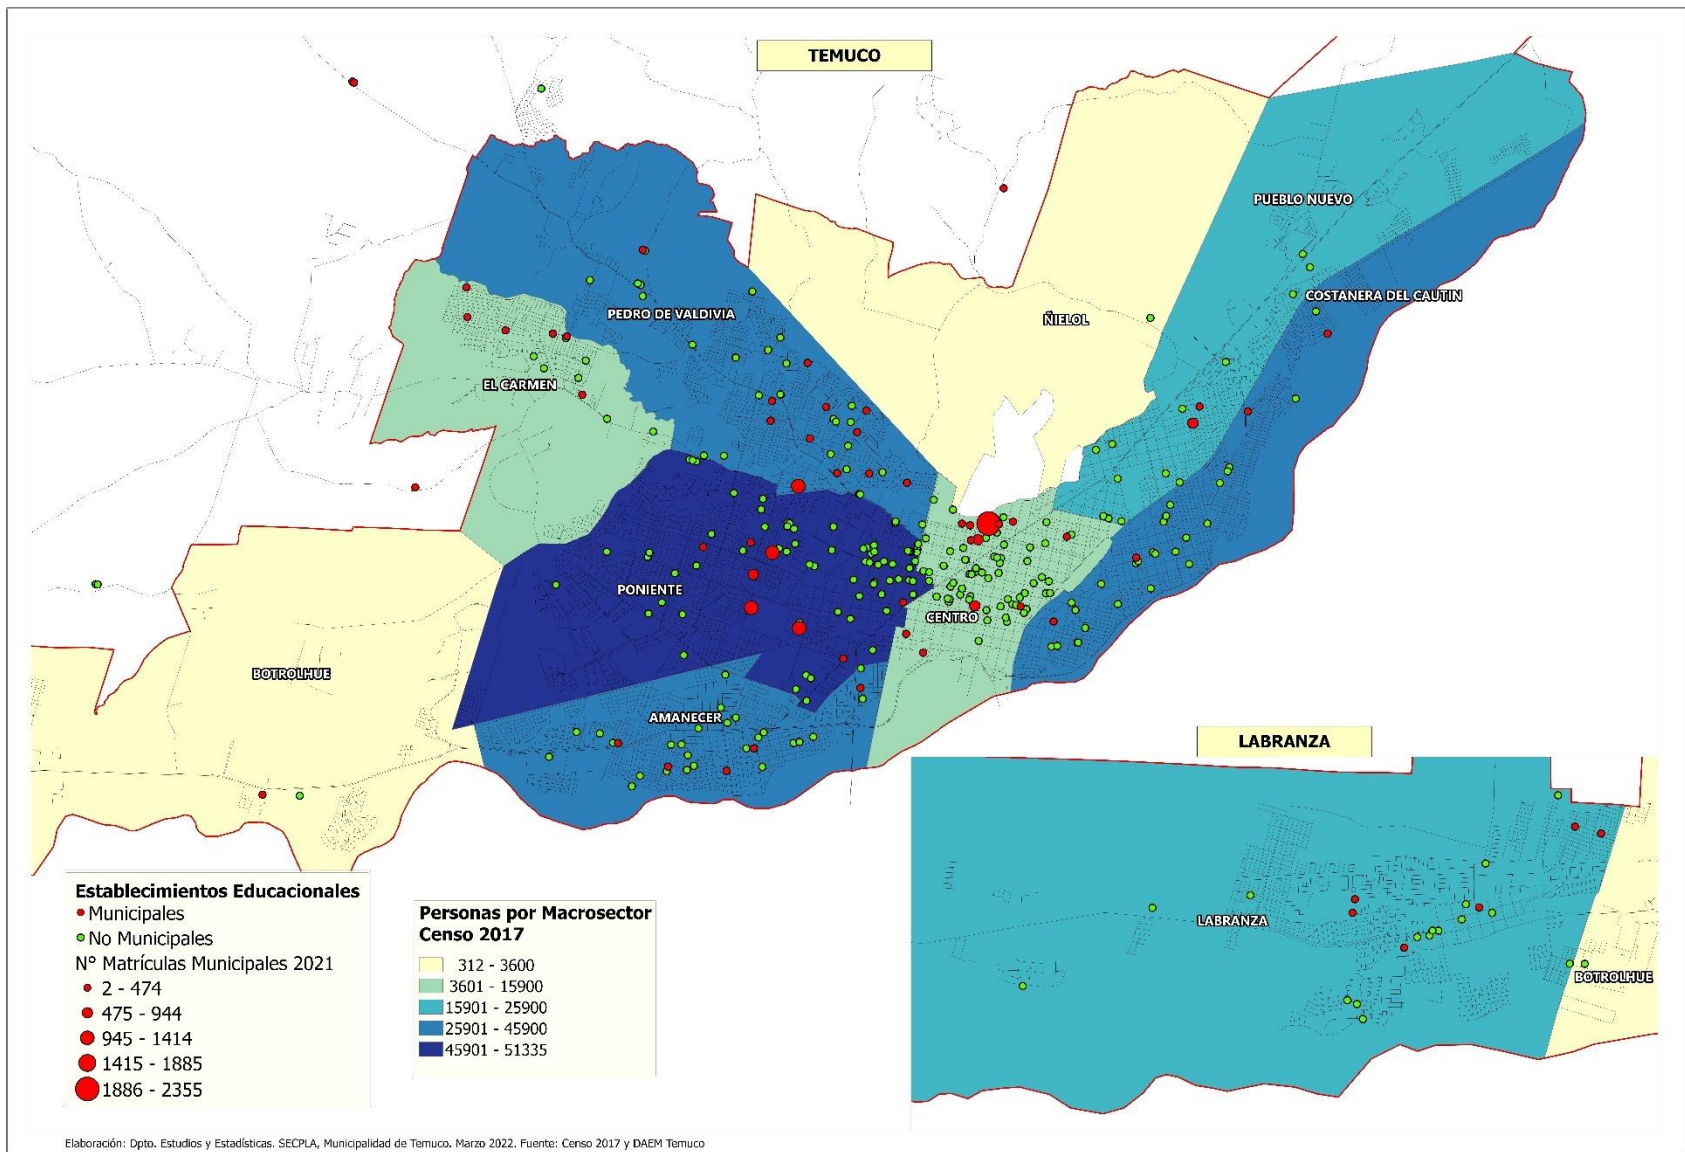 TEMUCO
PUEBLO NUEVO
COSTANERA DEL CAUTIN
PEDRO DE VALDIVIA
ÑIELOL
EL CARMEN
PONIENTE
CENTRO
BOTROLHUE
AMANECER
LABRANZA
LABRANZA
BOTROLHUE
Establecimientos Educacionales
Municipales
No Municipales
N° Matrículas Municipales 2021
2 - 474
475 - 944
945 - 1414
1415 - 1885
1886 - 2355
Personas por Macrosector
Censo 2017
312 - 3600
3601 - 15900
15901 - 25900
25901 - 45900
45901 - 51335
Elaboración: Dpto. Estudios y Estadísticas. SECPLA, Municipalidad de Temuco. Marzo 2022. Fuente: Censo 2017 y DAEM Temuco